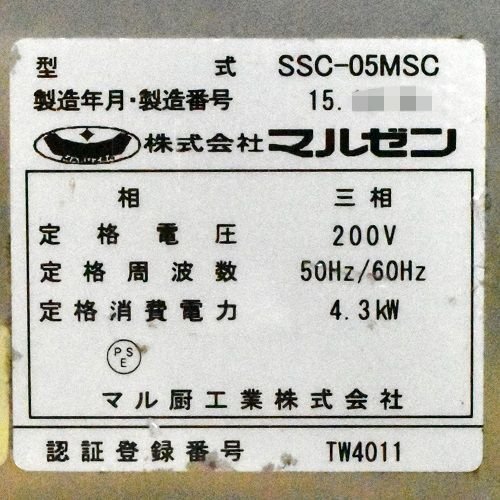 型式 SSC-05MSC
製造年月・製造番号 15.
MARUZEN 株式会社 マルゼン
相 三相
定格電圧 200V
定格周波数 50Hz/60Hz
定格消費電力 4.3kW
PSE
マル厨工業株式会社
認証登録番号 TW4011